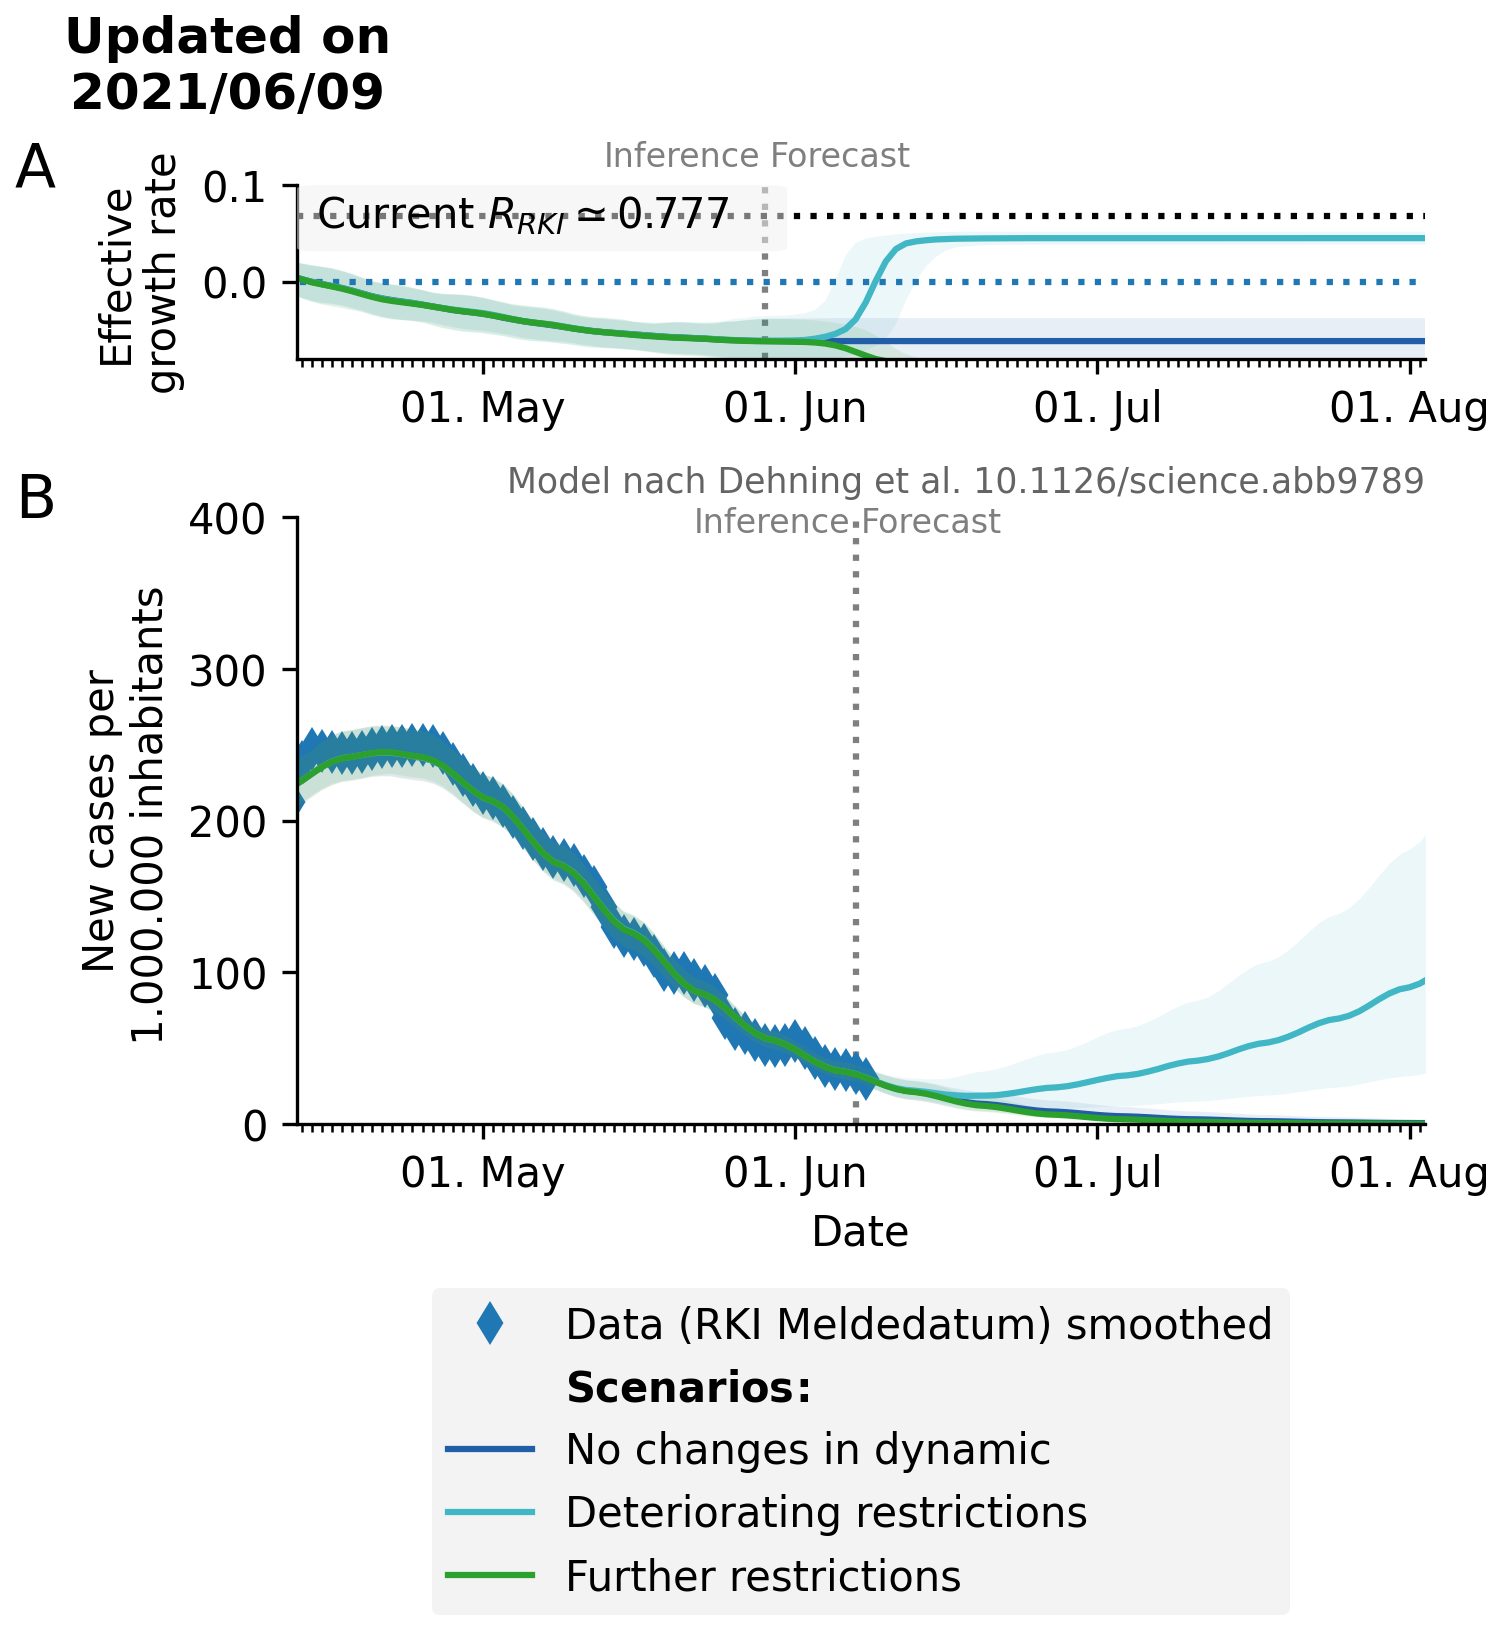 Updated on
2021/06/09
A
Inference Forecast
Effective
growth rate
0.1
0.0
Current R_RKI ≃ 0.777
01. May
01. Jun
01. Jul
01. Aug
B
Model nach Dehning et al. 10.1126/science.abb9789
Inference Forecast
New cases per
1.000.000 inhabitants
400
300
200
100
0
01. May
01. Jun
01. Jul
01. Aug
Date
Data (RKI Meldedatum) smoothed
Scenarios:
No changes in dynamic
Deteriorating restrictions
Further restrictions